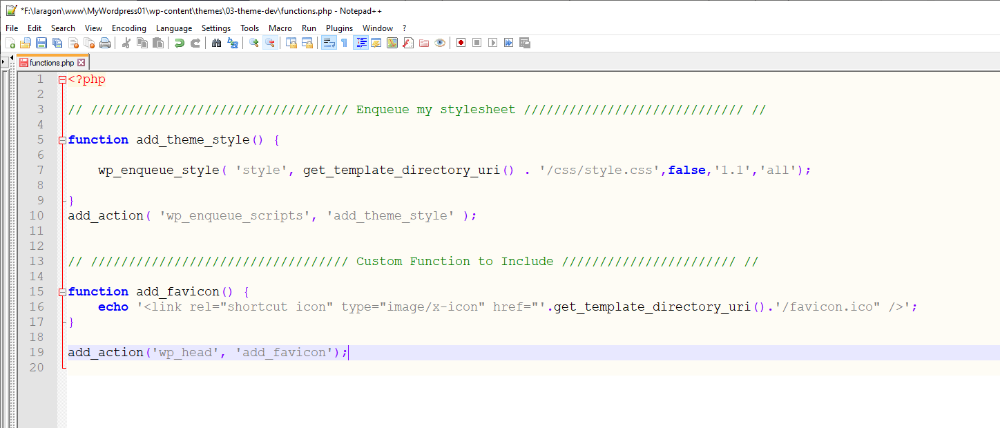 *F:\laragon\www\MyWordpress01\wp-content\themes\03-theme-dev\functions.php - Notepad++
File Edit Search View Encoding Language Settings Tools Macro Run Plugins Window ?
functions.php
1 <?php
2
3 // ////////////////////////////////// Enqueue my stylesheet ///////////////////////////// //
4
5 function add_theme_style() {
6
7 wp_enqueue_style( 'style', get_template_directory_uri() . '/css/style.css',false,'1.1','all');
8
9 }
10 add_action( 'wp_enqueue_scripts', 'add_theme_style' );
11
12
13 // ////////////////////////////////// Custom Function to Include /////////////////////// //
14
15 function add_favicon() {
16 echo '<link rel="shortcut icon" type="image/x-icon" href="'.get_template_directory_uri().'/favicon.ico" />';
17 }
18
19 add_action('wp_head', 'add_favicon');
20